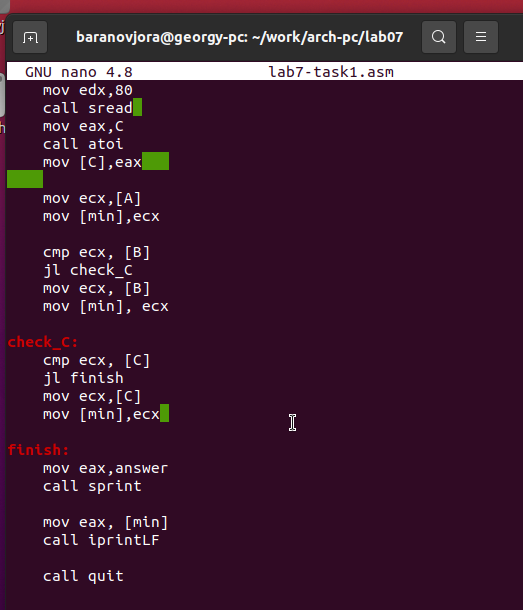 baranovjora@georgy-pc: ~/work/arch-pc/lab07
GNU nano 4.8 lab7-task1.asm
mov edx,80
call sread
mov eax,C
call atoi
mov [C],eax
mov ecx,[A]
mov [min],ecx
cmp ecx, [B]
jl check_C
mov ecx, [B]
mov [min], ecx
check_C:
cmp ecx, [C]
jl finish
mov ecx,[C]
mov [min],ecx
finish:
mov eax,answer
call sprint
mov eax, [min]
call iprintLF
call quit